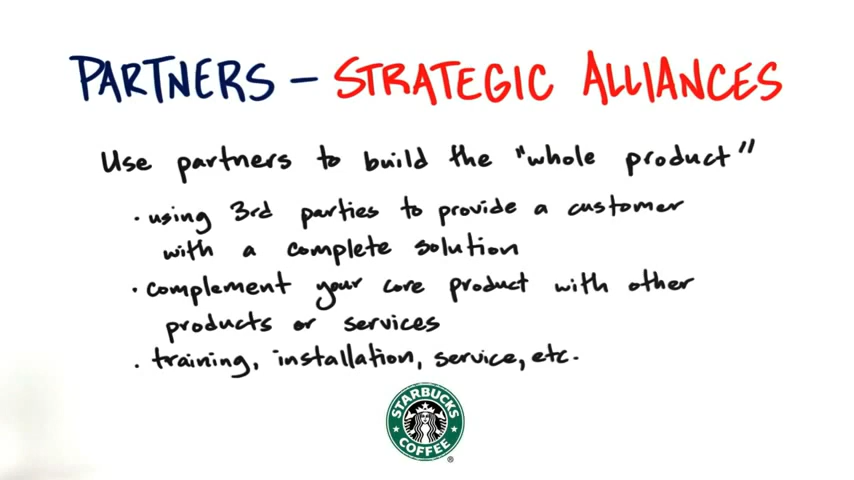 PARTNERS – STRATEGIC ALLIANCES
Use partners to build the "whole product"
· using 3rd parties to provide a customer
with a complete solution
· complement your core product with other
products or services
· training, installation, service, etc.
STARBUCKS
COFFEE
®